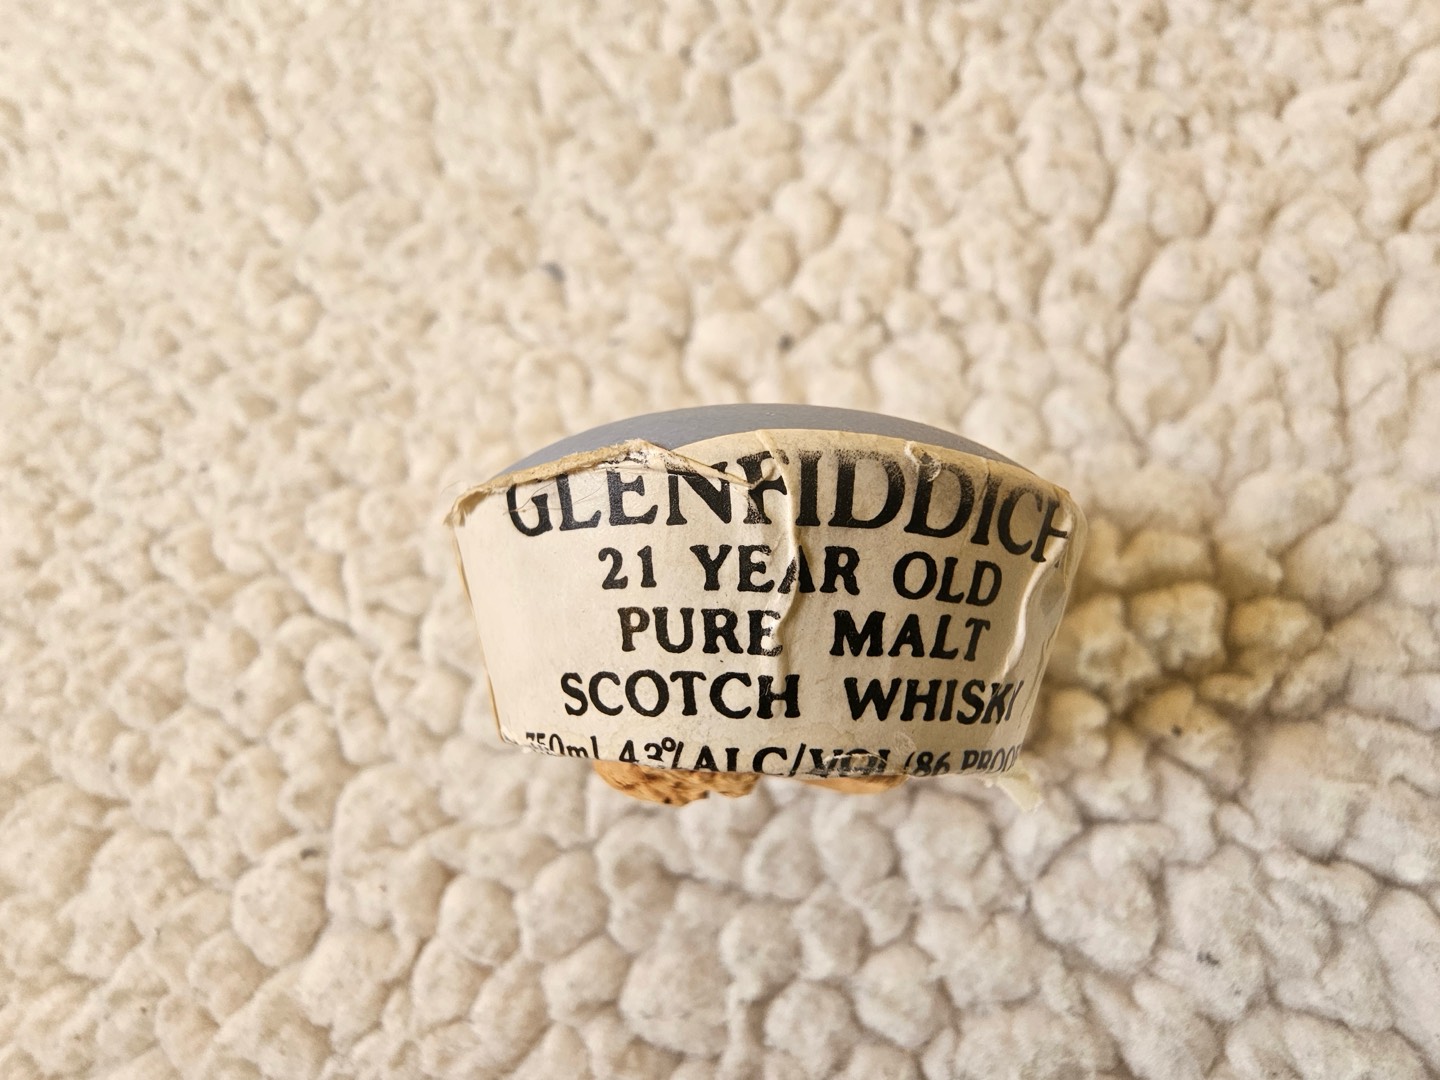 GLENFIDDICH
21 YEAR OLD
PURE MALT
SCOTCH WHISKY
750ml 43% ALC/VOL (86 PROOF